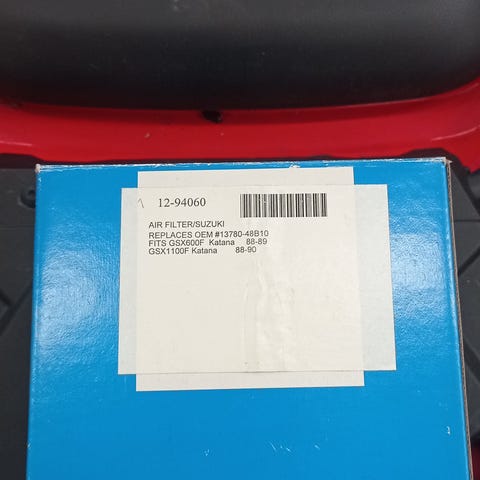 12-94060
AIR FILTER/SUZUKI
REPLACES OEM #13780-48B10
FITS GSX600F Katana 88-89
GSX1100F Katana 88-90